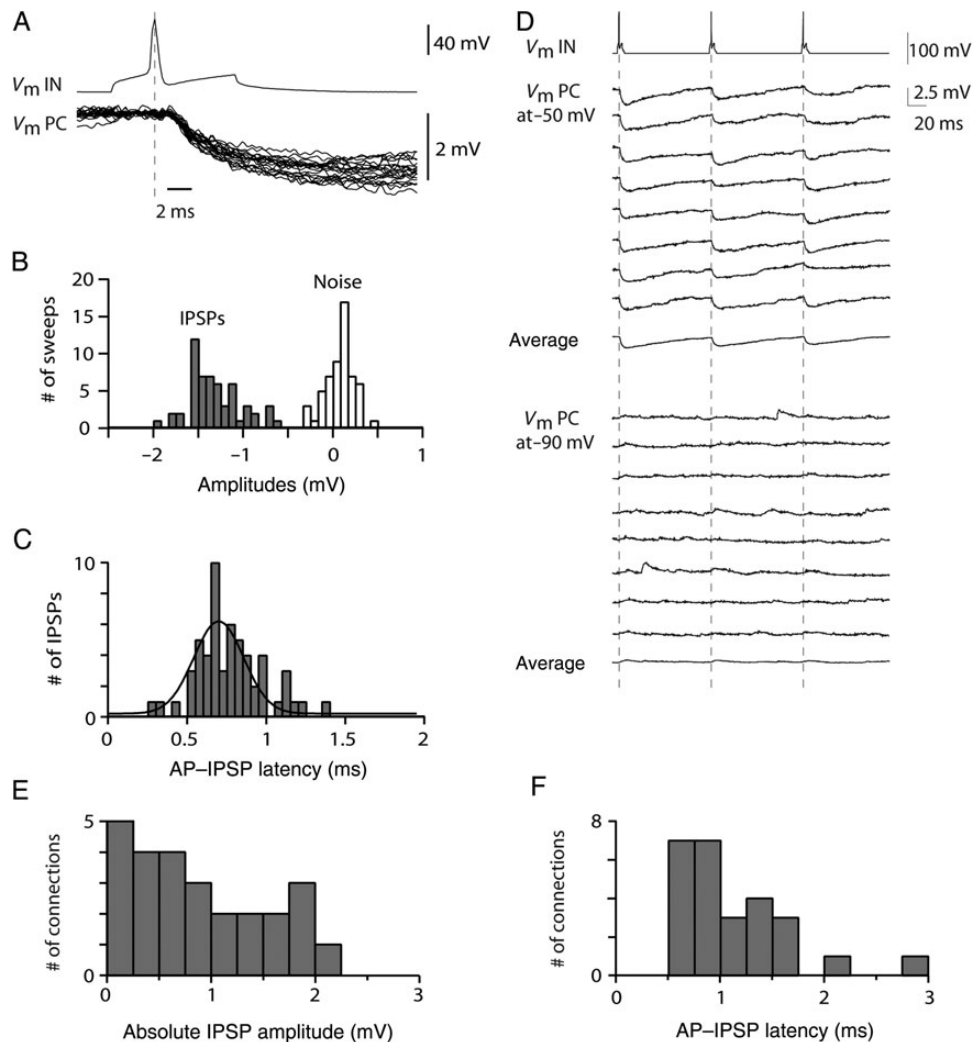 A
40 mV
Vm IN
Vm PC
2 mV
2 ms
B
20
15
10
5
0
# of sweeps
IPSPs
Noise
–2
–1
0
1
Amplitudes (mV)
C
10
0
# of IPSPs
0
0.5
1
1.5
2
AP–IPSP latency (ms)
D
Vm IN
100 mV
Vm PC
at–50 mV
2.5 mV
20 ms
Average
Vm PC
at–90 mV
Average
E
5
0
# of connections
0
1
2
3
Absolute IPSP amplitude (mV)
F
8
0
# of connections
0
1
2
3
AP–IPSP latency (ms)